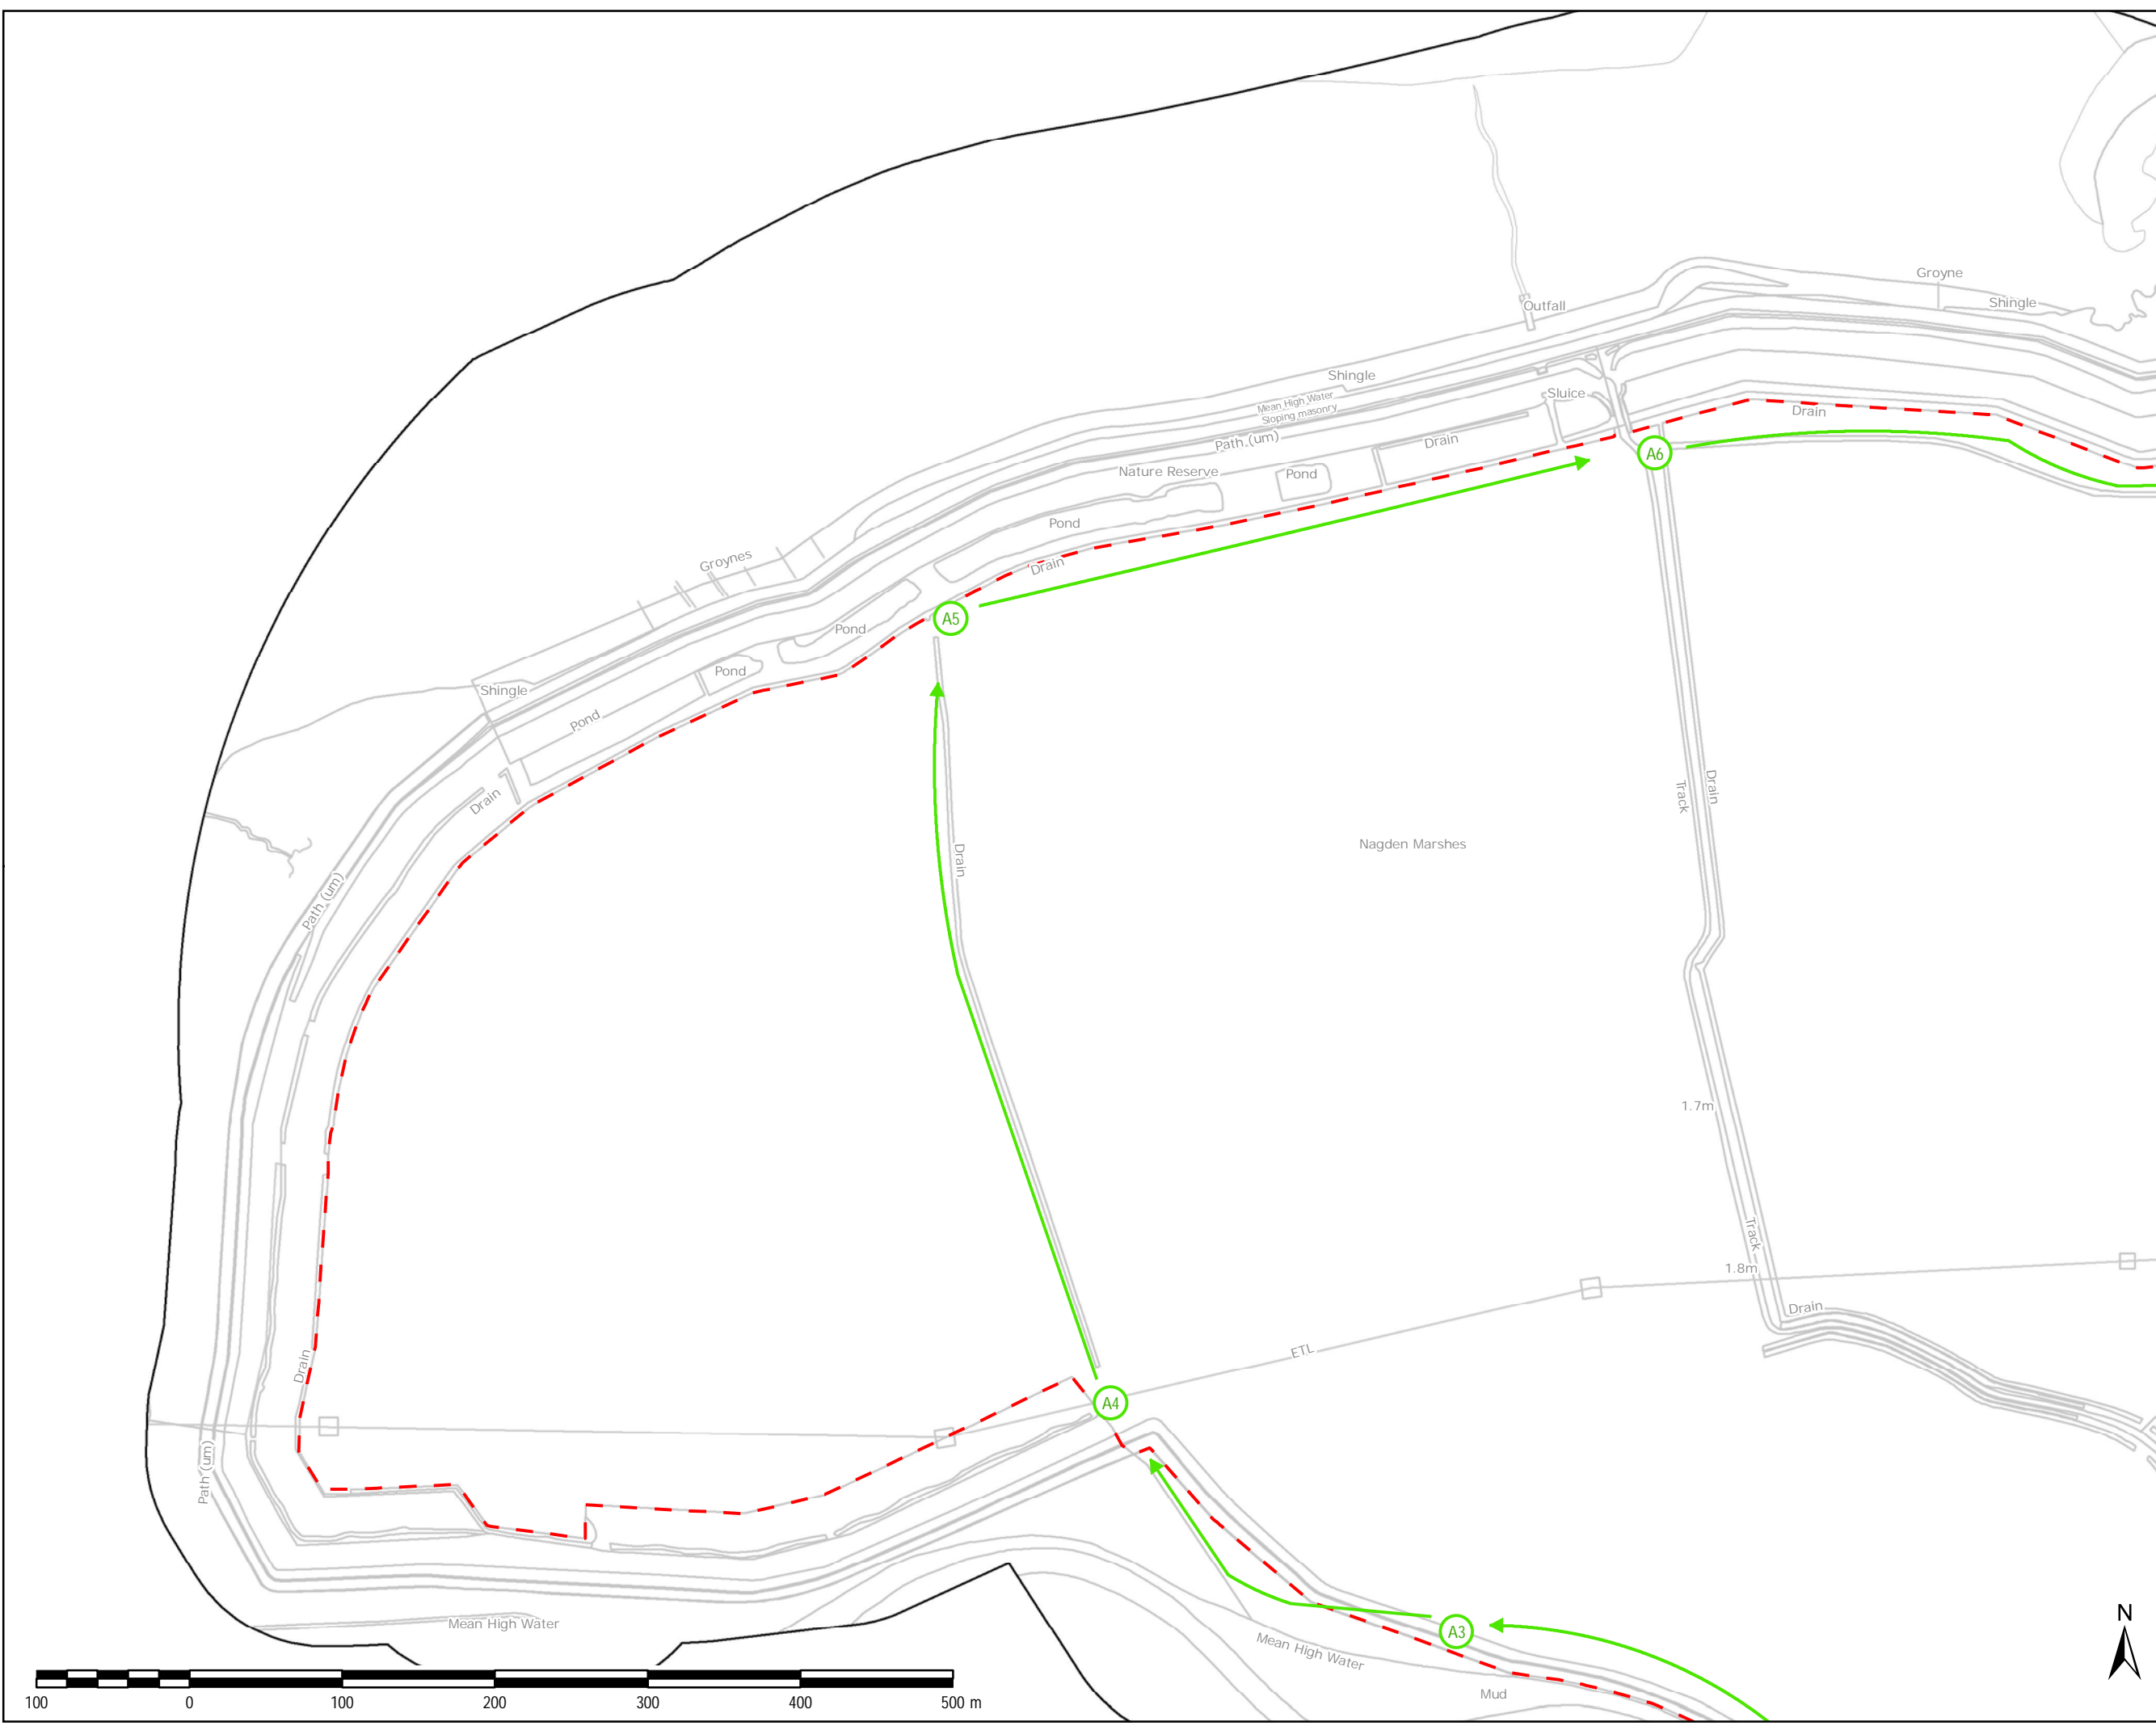 Groyne
Shingle
Outfall
Shingle
Sluice
Mean High Water
Sloping masonry
Drain
Path (um)
Drain
A6
Nature Reserve
Pond
Pond
Groynes
Drain
A5
Pond
Pond
Shingle
Pond
Drain
Track
Drain
Nagden Marshes
Drain
Path (um)
1.7m
Track
1.8m
Drain
ETL
Drain
A4
Path (um)
N
Mean High Water
A3
Mean High Water
Mud
100 0 100 200 300 400 500 m